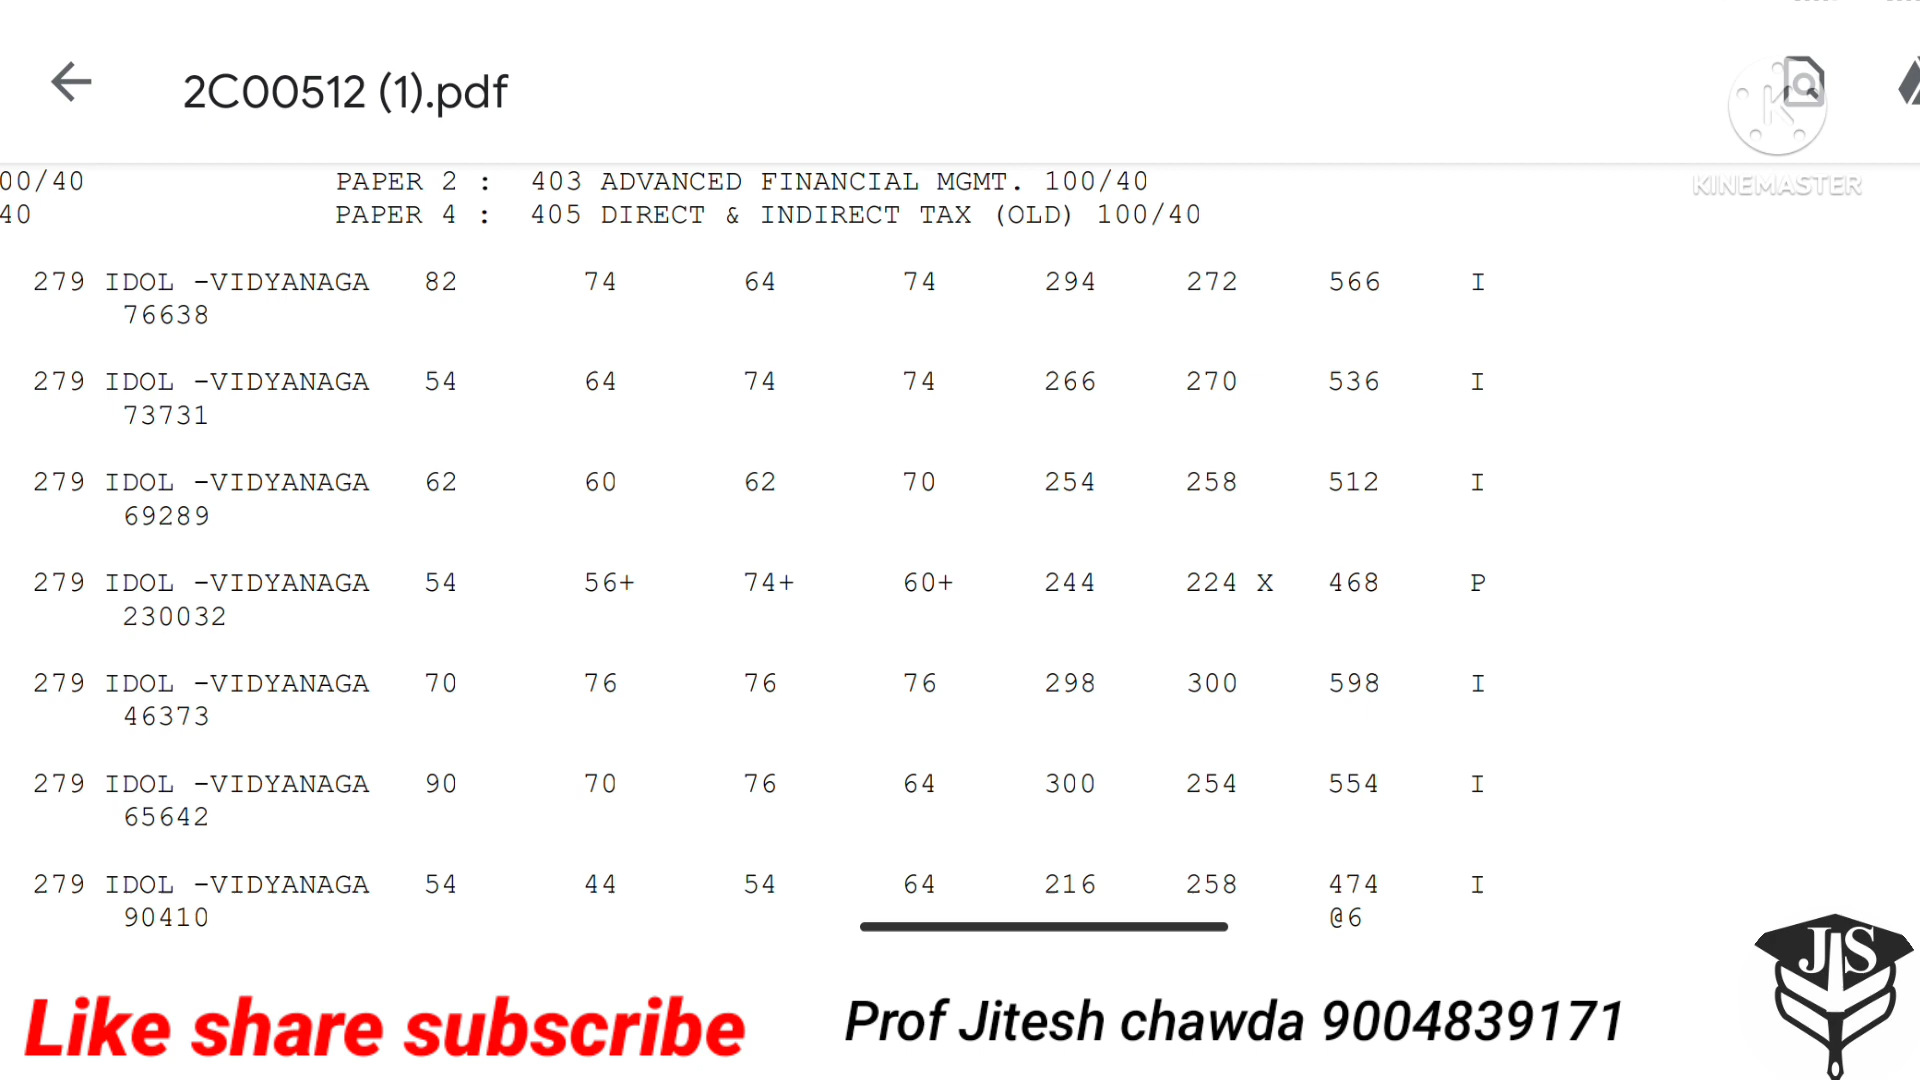 2C00512 (1).pdf
KINEMASTER
00/40 PAPER 2 : 403 ADVANCED FINANCIAL MGMT. 100/40
40 PAPER 4 : 405 DIRECT & INDIRECT TAX (OLD) 100/40
279 IDOL -VIDYANAGA 82 74 64 74 294 272 566 I
76638
279 IDOL -VIDYANAGA 54 64 74 74 266 270 536 I
73731
279 IDOL -VIDYANAGA 62 60 62 70 254 258 512 I
69289
279 IDOL -VIDYANAGA 54 56+ 74+ 60+ 244 224 X 468 P
230032
279 IDOL -VIDYANAGA 70 76 76 76 298 300 598 I
46373
279 IDOL -VIDYANAGA 90 70 76 64 300 254 554 I
65642
279 IDOL -VIDYANAGA 54 44 54 64 216 258 474 I
90410 @6
JS
Like share subscribe Prof Jitesh chawda 9004839171